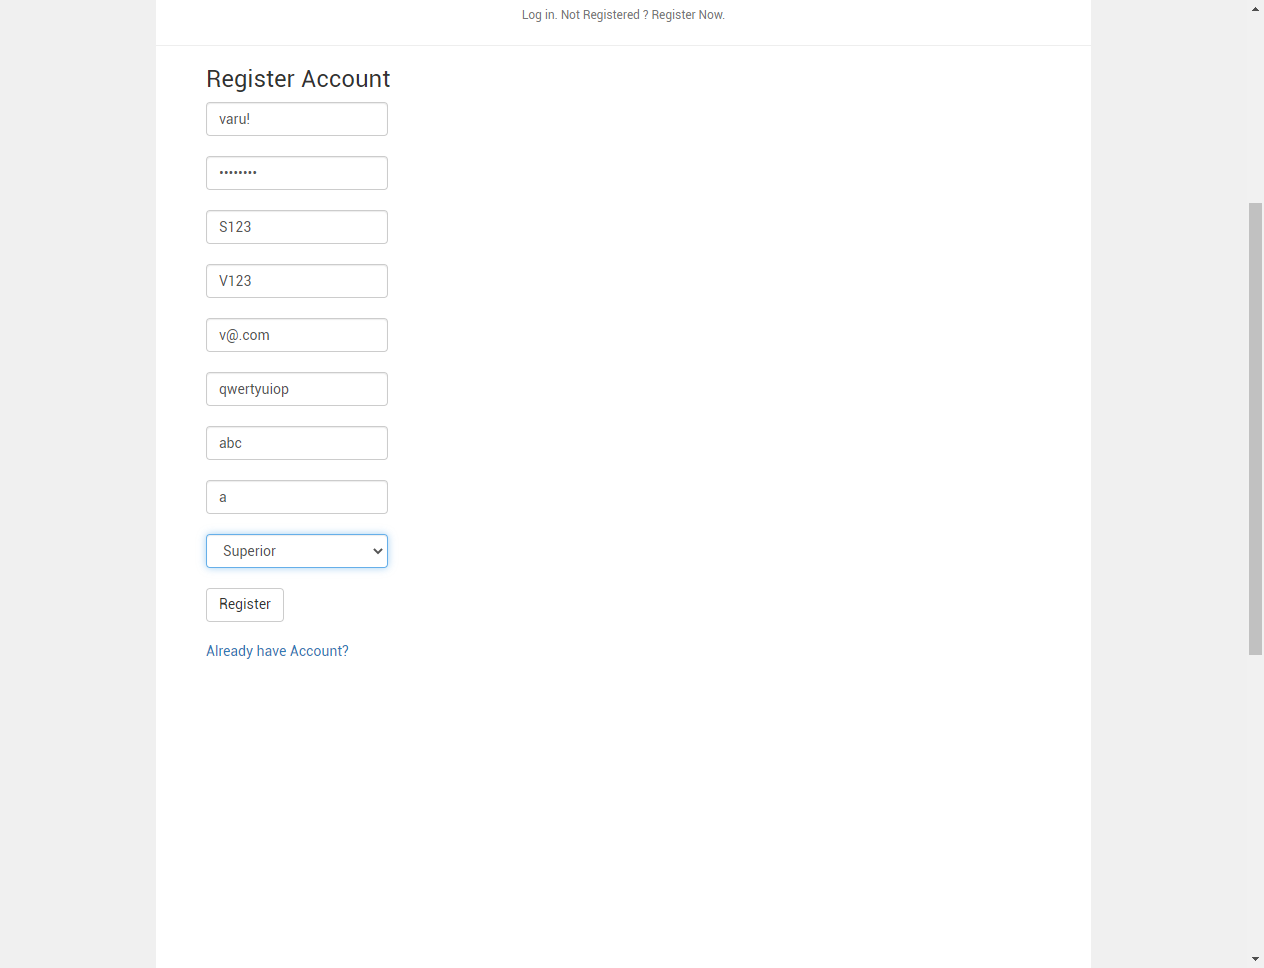 Log in. Not Registered ? Register Now.
Register Account
varu!
••••••••
S123
V123
v@.com
qwertyuiop
abc
a
Superior
Register
Already have Account?